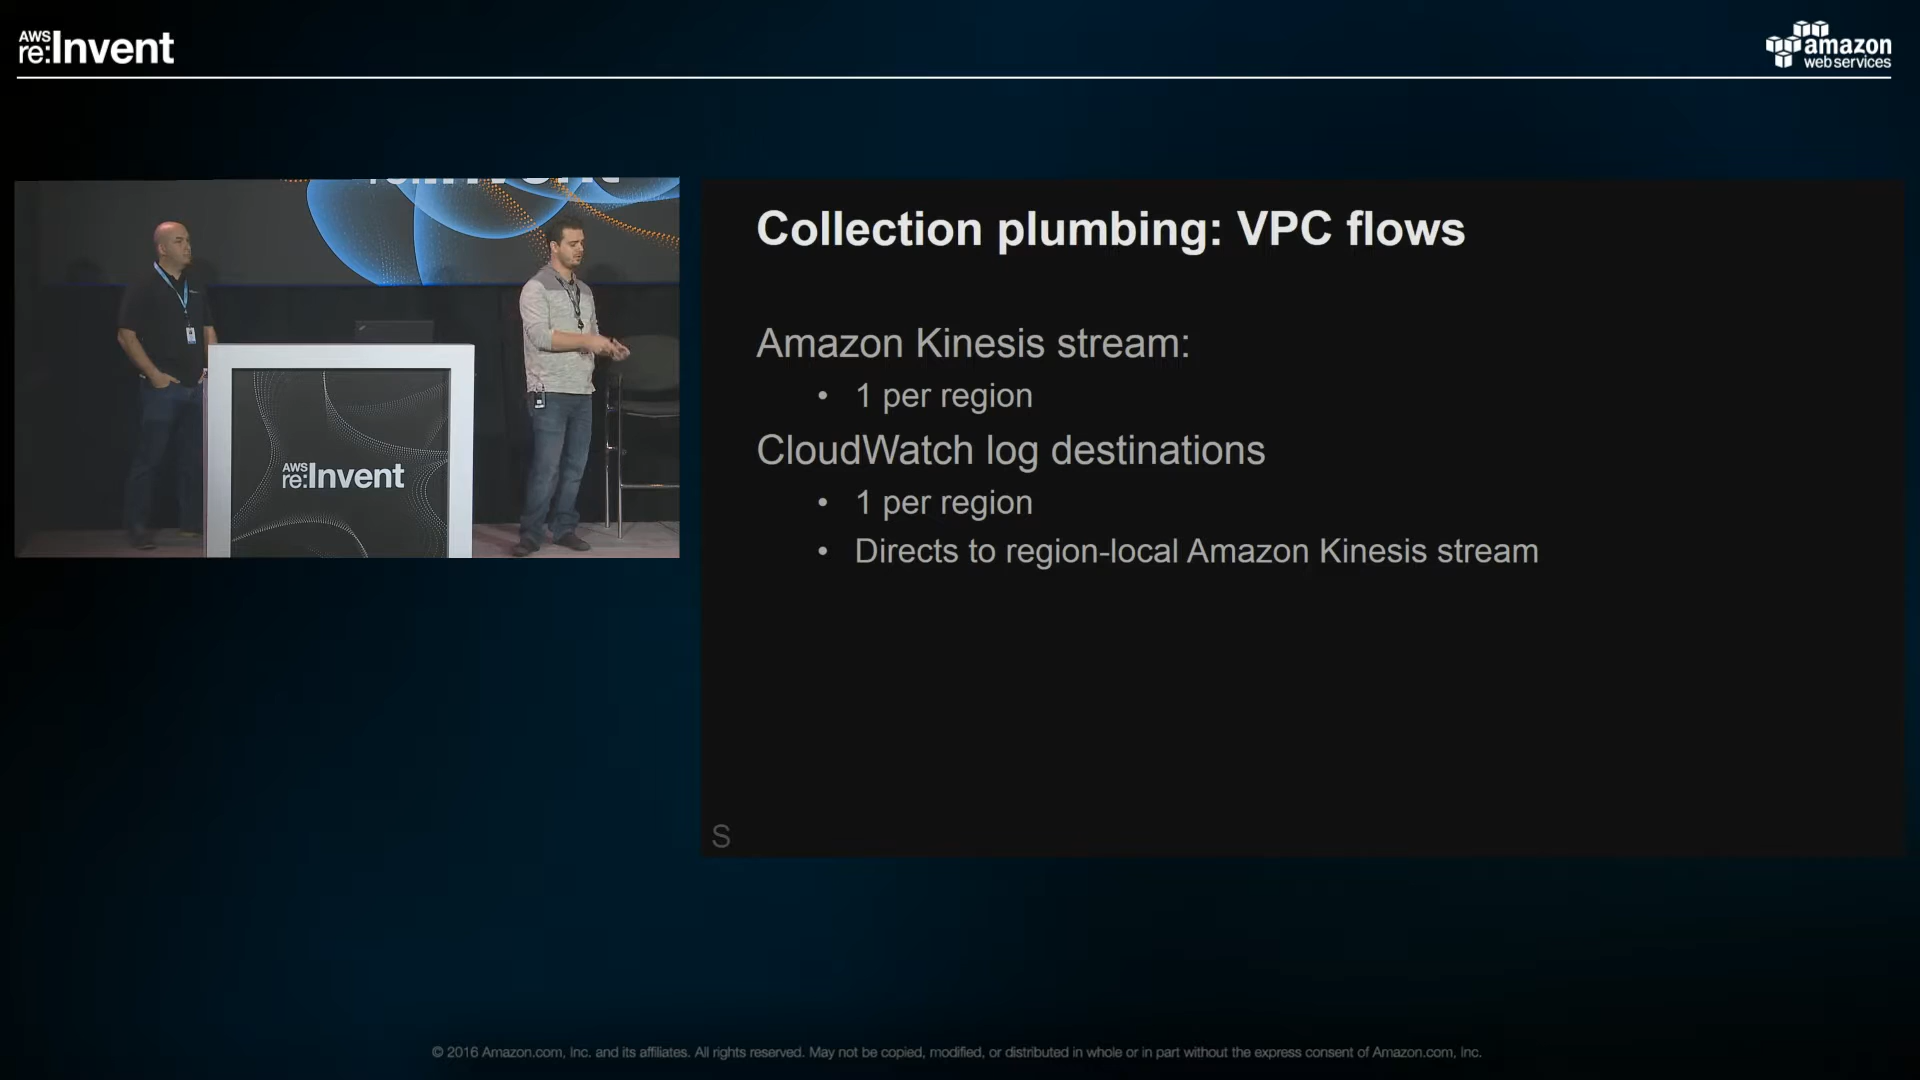 AWS
re:Invent
amazon
web services
Collection plumbing: VPC flows
Amazon Kinesis stream:
• 1 per region
CloudWatch log destinations
• 1 per region
• Directs to region-local Amazon Kinesis stream
AWS
re:Invent
S
© 2016 Amazon.com, Inc. and its affiliates. All rights reserved. May not be copied, modified, or distributed in whole or in part without the express consent of Amazon.com, Inc.